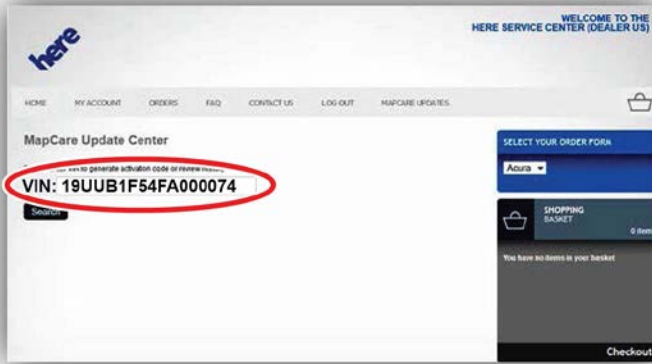 here
WELCOME TO THE
HERE SERVICE CENTER (DEALER US)
HOME MY ACCOUNT ORDERS FAQ CONTACT US LOG OUT MAPCARE UPDATES
MapCare Update Center
to generate activation code or review
VIN: 19UUB1F54FA000074
Search
SELECT YOUR ORDER FORM
Acura
SHOPPING
BASKET
0 item
You have no items in your basket
Checkout